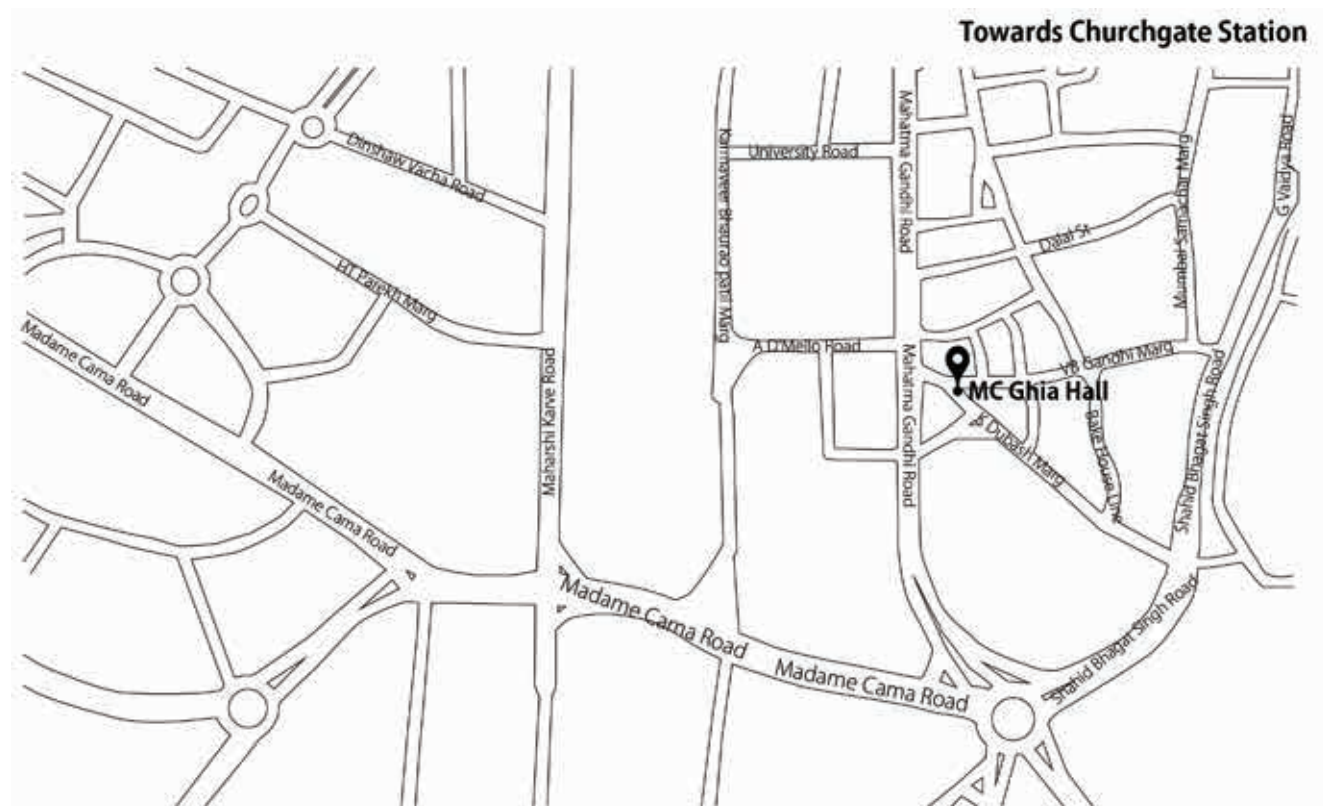 Towards Churchgate Station
Dinshaw Vacha Road
University Road
Mahatma Gandhi Road
Karmaveer Bhaurao patil Marg
Mumbai Samachar Marg
G Vaidya Road
Dalal St
HT Parekh Marg
Madame Cama Road
A D'Mello Road
VB Gandhi Marg
MC Ghia Hall
Maharshi Karve Road
Mahatma Gandhi Road
K Dubash Marg
Bake House Line
Shahid Bhagat Singh Road
Madame Cama Road
Madame Cama Road
Madame Cama Road
Shahid Bhagat Singh Road